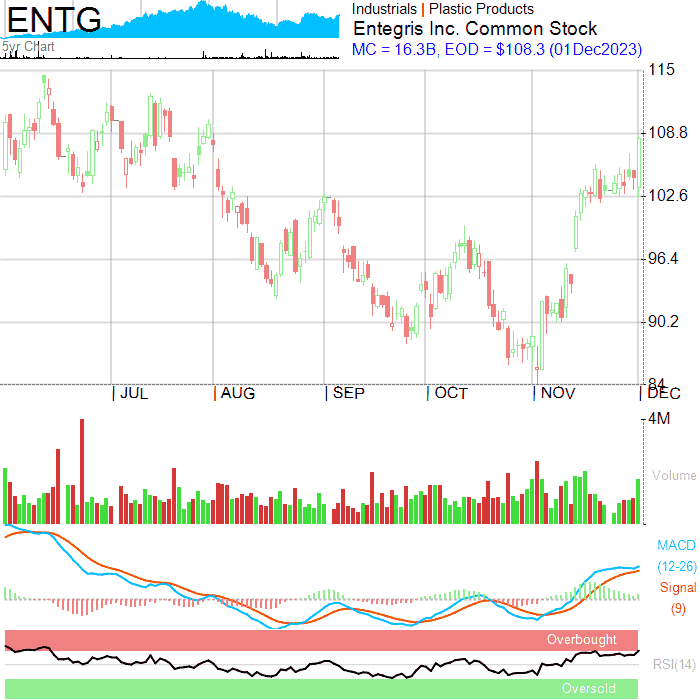 ENTG
Industrials | Plastic Products
Entegris Inc. Common Stock
MC = 16.3B, EOD = $108.3 (01Dec2023)
5yr Chart
115
108.8
102.6
96.4
90.2
84
JUL
AUG
SEP
OCT
NOV
DEC
4M
Volume
MACD
(12-26)
Signal
(9)
Overbought
RSI(14)
Oversold